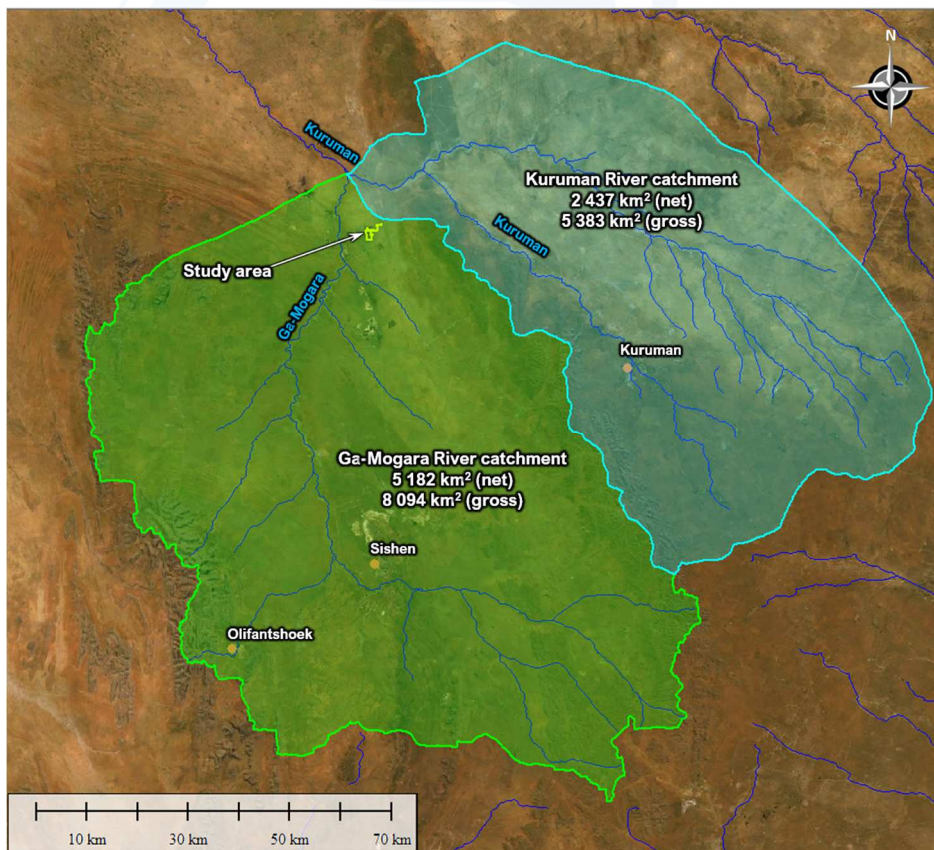 N
Kuruman
Kuruman River catchment
2 437 km² (net)
5 383 km² (gross)
Kuruman
Study area
Ga-Mogara
Kuruman
Ga-Mogara River catchment
5 182 km² (net)
8 094 km² (gross)
Sishen
Olifantshoek
10 km 30 km 50 km 70 km